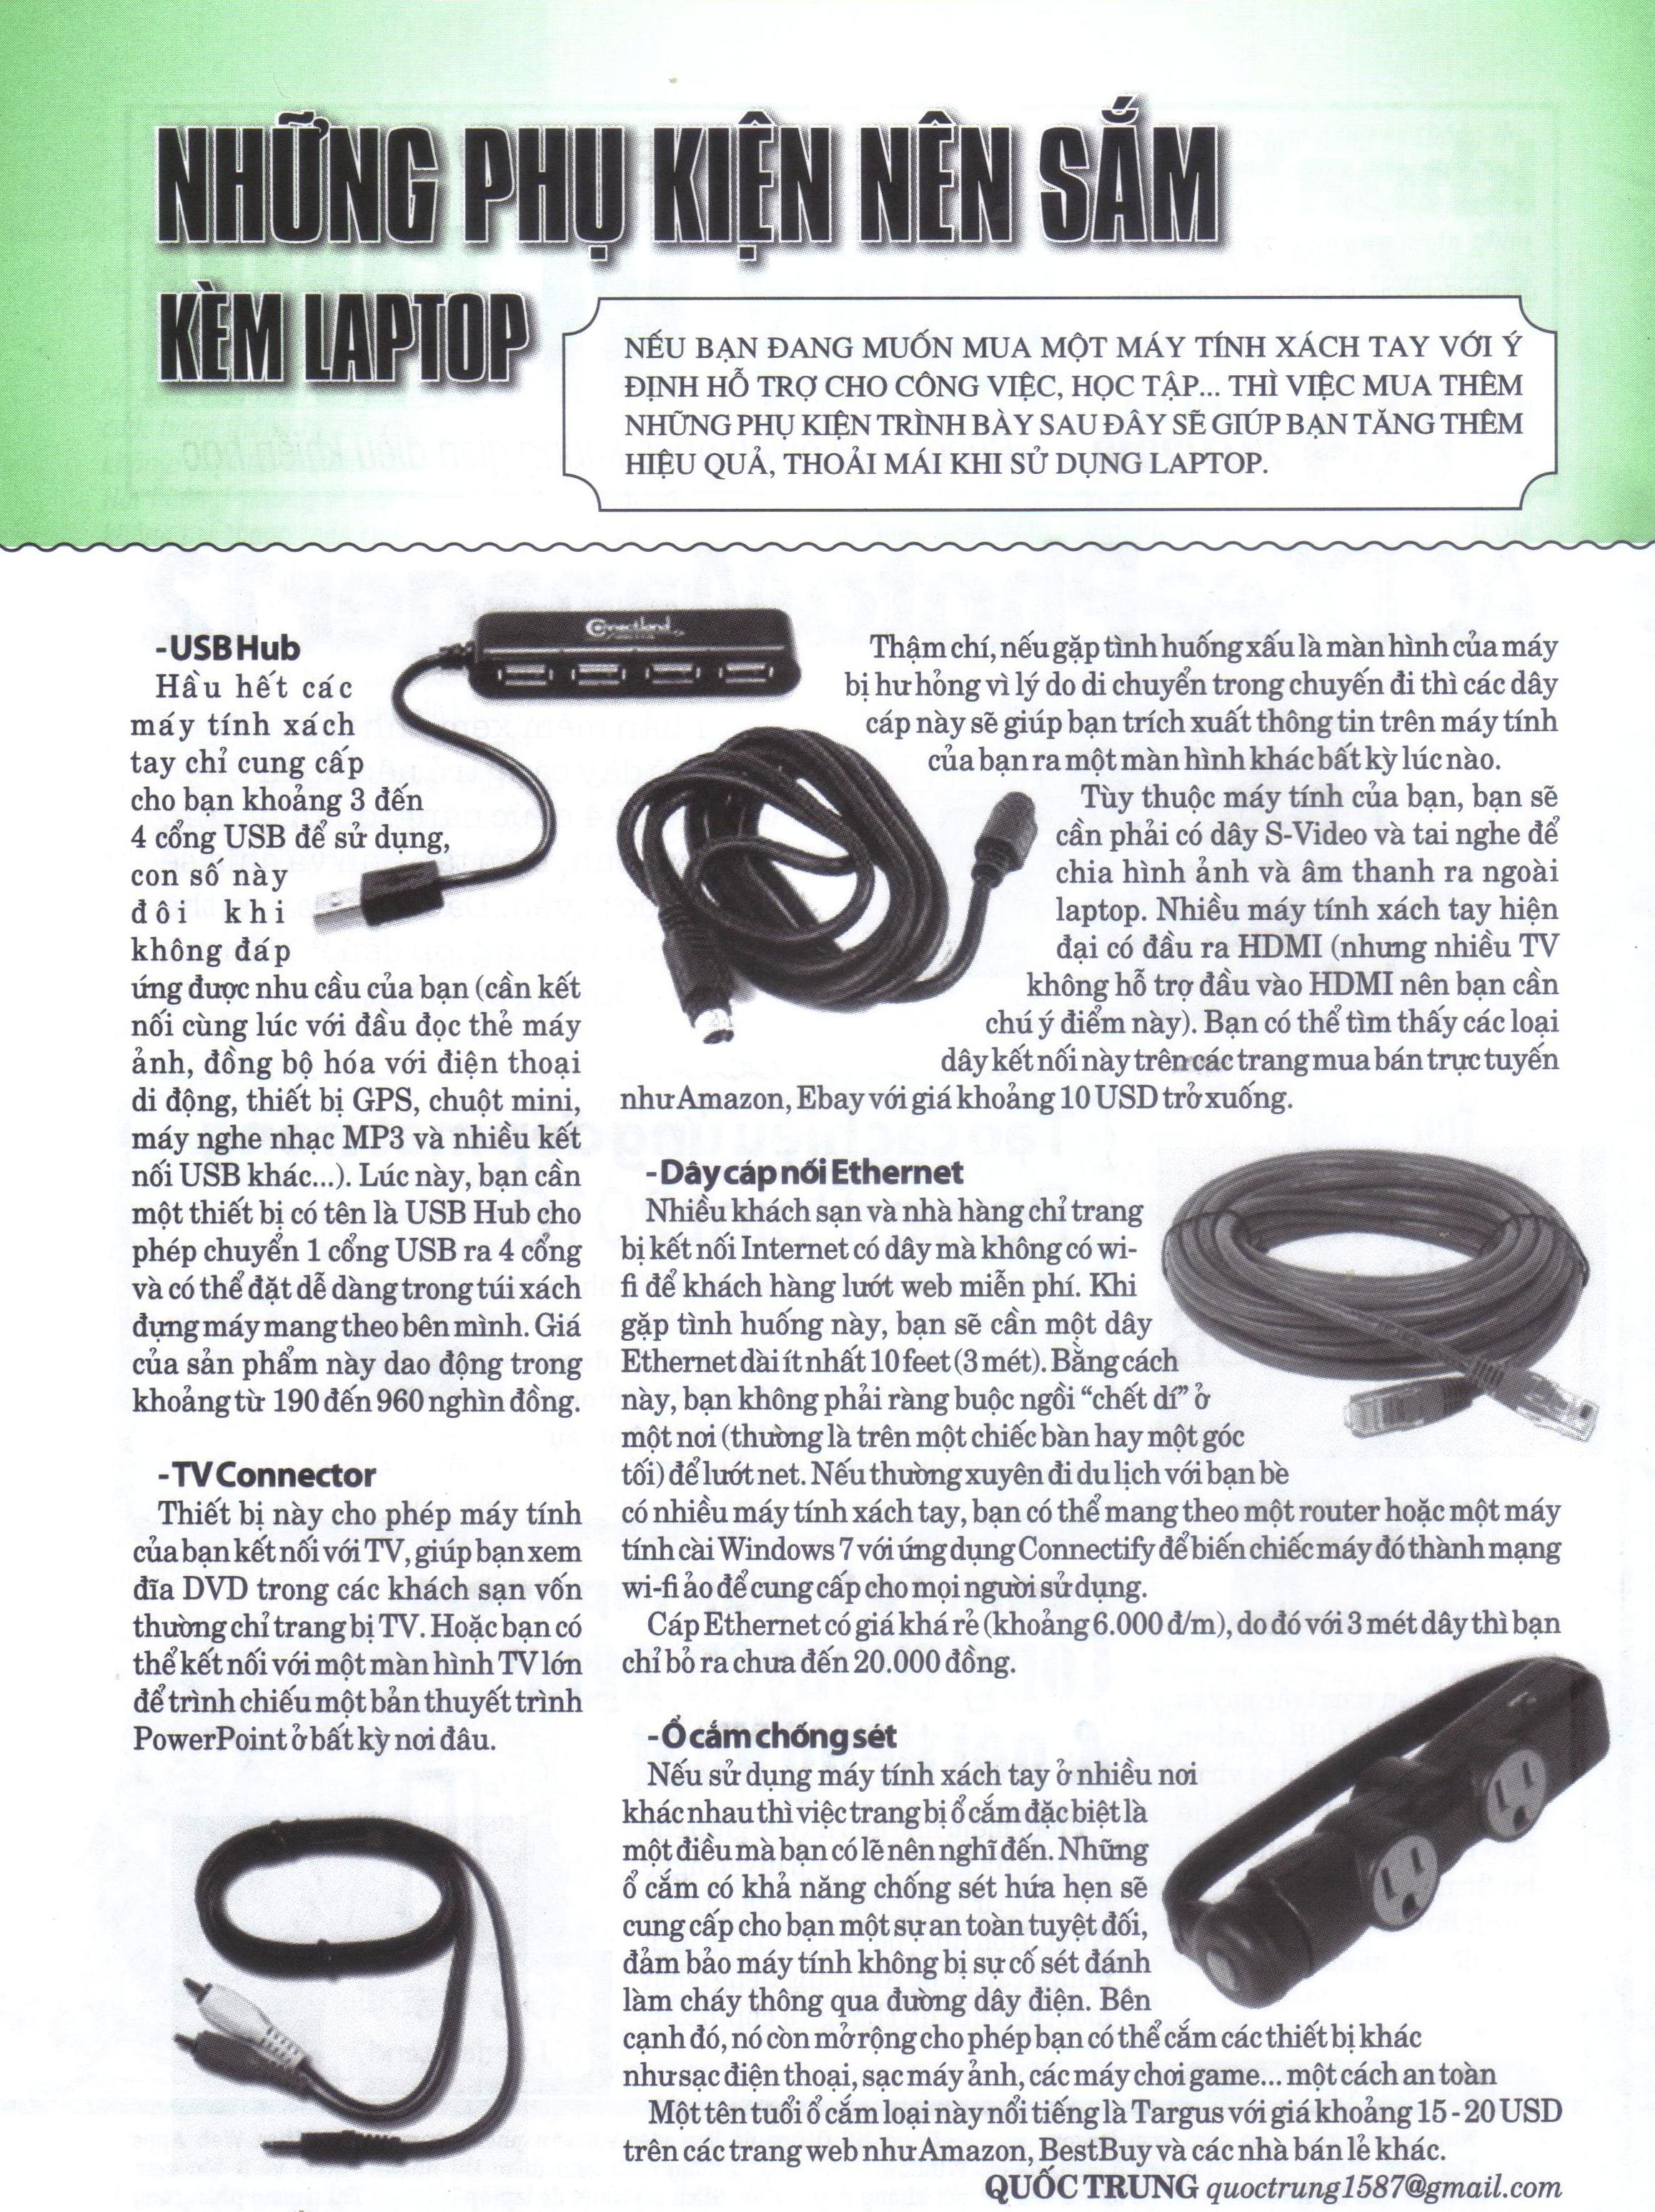 NHỮNG PHỤ KIỆN NÊN SẮM
KÈM LAPTOP
NẾU BẠN ĐANG MUỐN MUA MỘT MÁY TÍNH XÁCH TAY VỚI Ý
ĐỊNH HỖ TRỢ CHO CÔNG VIỆC, HỌC TẬP... THÌ VIỆC MUA THÊM
NHỮNG PHỤ KIỆN TRÌNH BÀY SAU ĐÂY SẼ GIÚP BẠN TĂNG THÊM
HIỆU QUẢ, THOẢI MÁI KHI SỬ DỤNG LAPTOP.
- USB Hub
Hầu hết các
máy tính xách
tay chỉ cung cấp
cho bạn khoảng 3 đến
4 cổng USB để sử dụng,
con số này
đôi khi
không đáp
ứng được nhu cầu của bạn (cần kết
nối cùng lúc với đầu đọc thẻ máy
ảnh, đồng bộ hóa với điện thoại
di động, thiết bị GPS, chuột mini,
máy nghe nhạc MP3 và nhiều kết
nối USB khác...). Lúc này, bạn cần
một thiết bị có tên là USB Hub cho
phép chuyển 1 cổng USB ra 4 cổng
và có thể đặt dễ dàng trong túi xách
đựng máy mang theo bên mình. Giá
của sản phẩm này dao động trong
khoảng từ 190 đến 960 nghìn đồng.
- TV Connector
Thiết bị này cho phép máy tính
của bạn kết nối với TV, giúp bạn xem
đĩa DVD trong các khách sạn vốn
thường chỉ trang bị TV. Hoặc bạn có
thể kết nối với một màn hình TV lớn
để trình chiếu một bản thuyết trình
PowerPoint ở bất kỳ nơi đâu.
Connectland
Thậm chí, nếu gặp tình huống xấu là màn hình của máy
bị hư hỏng vì lý do di chuyển trong chuyến đi thì các dây
cáp này sẽ giúp bạn trích xuất thông tin trên máy tính
của bạn ra một màn hình khác bất kỳ lúc nào.
Tùy thuộc máy tính của bạn, bạn sẽ
cần phải có dây S-Video và tai nghe để
chia hình ảnh và âm thanh ra ngoài
laptop. Nhiều máy tính xách tay hiện
đại có đầu ra HDMI (nhưng nhiều TV
không hỗ trợ đầu vào HDMI nên bạn cần
chú ý điểm này). Bạn có thể tìm thấy các loại
dây kết nối này trên các trang mua bán trực tuyến
như Amazon, Ebay với giá khoảng 10 USD trở xuống.
- Dây cáp nối Ethernet
Nhiều khách sạn và nhà hàng chỉ trang
bị kết nối Internet có dây mà không có wi-
fi để khách hàng lướt web miễn phí. Khi
gặp tình huống này, bạn sẽ cần một dây
Ethernet dài ít nhất 10 feet (3 mét). Bằng cách
này, bạn không phải ràng buộc ngồi “chết dí” ở
một nơi (thường là trên một chiếc bàn hay một góc
tối) để lướt net. Nếu thường xuyên đi du lịch với bạn bè
có nhiều máy tính xách tay, bạn có thể mang theo một router hoặc một máy
tính cài Windows 7 với ứng dụng Connectify để biến chiếc máy đó thành mạng
wi-fi ảo để cung cấp cho mọi người sử dụng.
Cáp Ethernet có giá khá rẻ (khoảng 6.000 đ/m), do đó với 3 mét dây thì bạn
chỉ bỏ ra chưa đến 20.000 đồng.
- Ổ cắm chống sét
Nếu sử dụng máy tính xách tay ở nhiều nơi
khác nhau thì việc trang bị ổ cắm đặc biệt là
một điều mà bạn có lẽ nên nghĩ đến. Những
ổ cắm có khả năng chống sét hứa hẹn sẽ
cung cấp cho bạn một sự an toàn tuyệt đối,
đảm bảo máy tính không bị sự cố sét đánh
làm cháy thông qua đường dây điện. Bên
cạnh đó, nó còn mở rộng cho phép bạn có thể cắm các thiết bị khác
như sạc điện thoại, sạc máy ảnh, các máy chơi game... một cách an toàn
Một tên tuổi ổ cắm loại này nổi tiếng là Targus với giá khoảng 15 - 20 USD
trên các trang web như Amazon, BestBuy và các nhà bán lẻ khác.
QUỐC TRUNG quoctrung1587@gmail.com